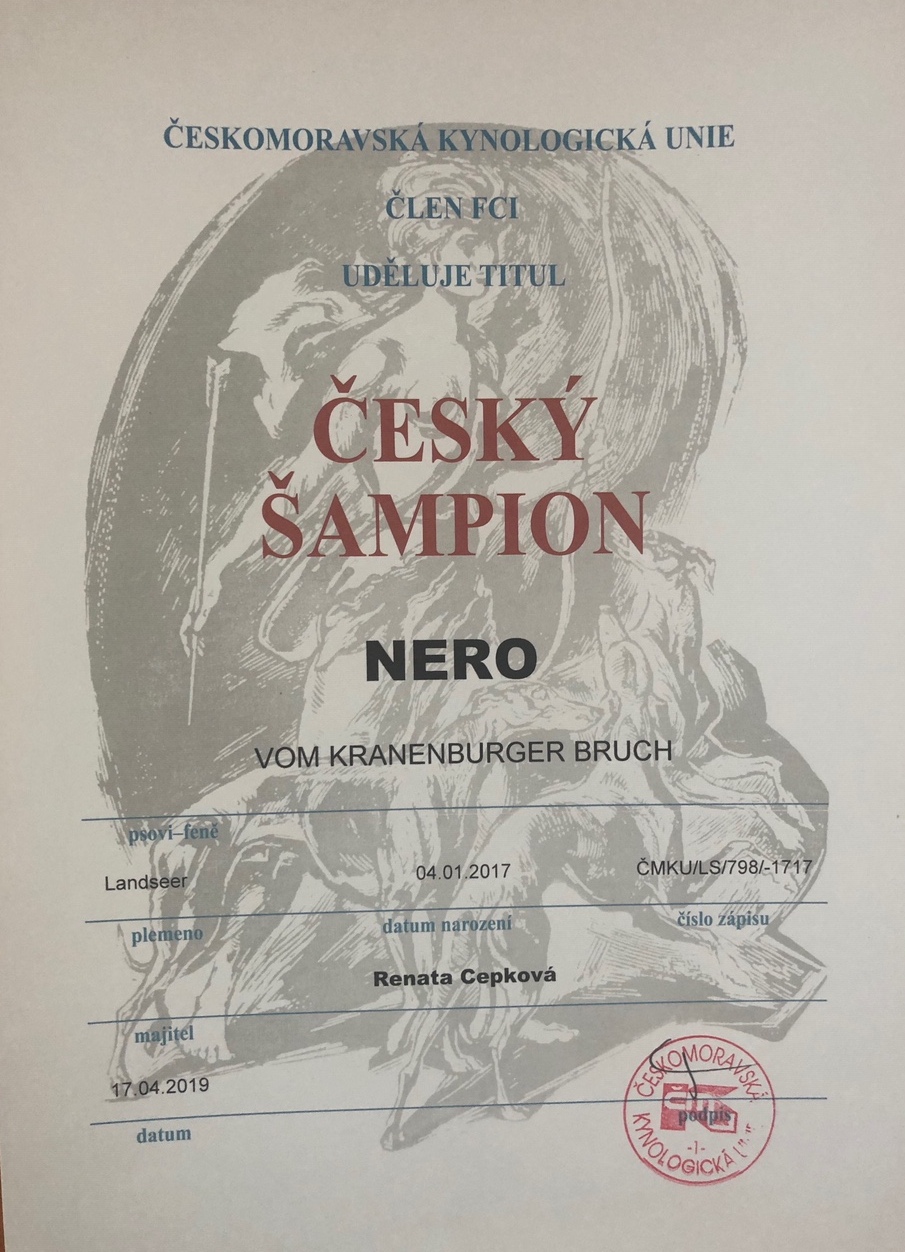 ČESKOMORAVSKÁ KYNOLOGICKÁ UNIE
ČLEN FCI
UDĚLUJE TITUL
ČESKÝ
ŠAMPION
NERO
VOM KRANENBURGER BRUCH
psovi–feně
Landseer 04.01.2017 ČMKU/LS/798/-1717
plemeno datum narození číslo zápisu
Renata Cepková
majitel
17.04.2019
datum podpis
ČESKOMORAVSKÁ
KYNOLOGICKÁ
-1-